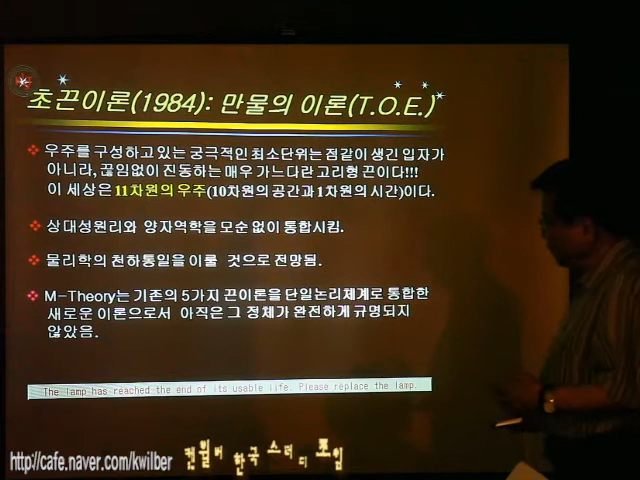 초끈이론(1984): 만물의 이론(T.O.E.)
우주를 구성하고 있는 궁극적인 최소단위는 점같이 생긴 입자가
아니라, 끊임없이 진동하는 매우 가느다란 고리형 끈이다!!!
이 세상은 11차원의 우주(10차원의 공간과 1차원의 시간)이다.
상대성원리와 양자역학을 모순 없이 통합시킴.
물리학의 천하통일을 이룰 것으로 전망됨.
M-Theory는 기존의 5가지 끈이론을 단일논리체계로 통합한
새로운 이론으로서 아직은 그 정체가 완전하게 규명되지
않았음.
The lamp has reached the end of its usable life. Please replace the lamp.
http://cafe.naver.com/kwilber 켄윌버 한국 스터디 모임